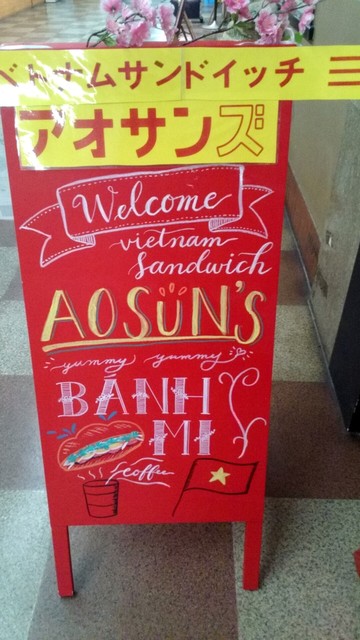 ベトナムサンドイッチ
アオサンズ
Welcome
vietnam
sandwich
AOSUN'S
yummy yummy
BANH
MI
&coffee